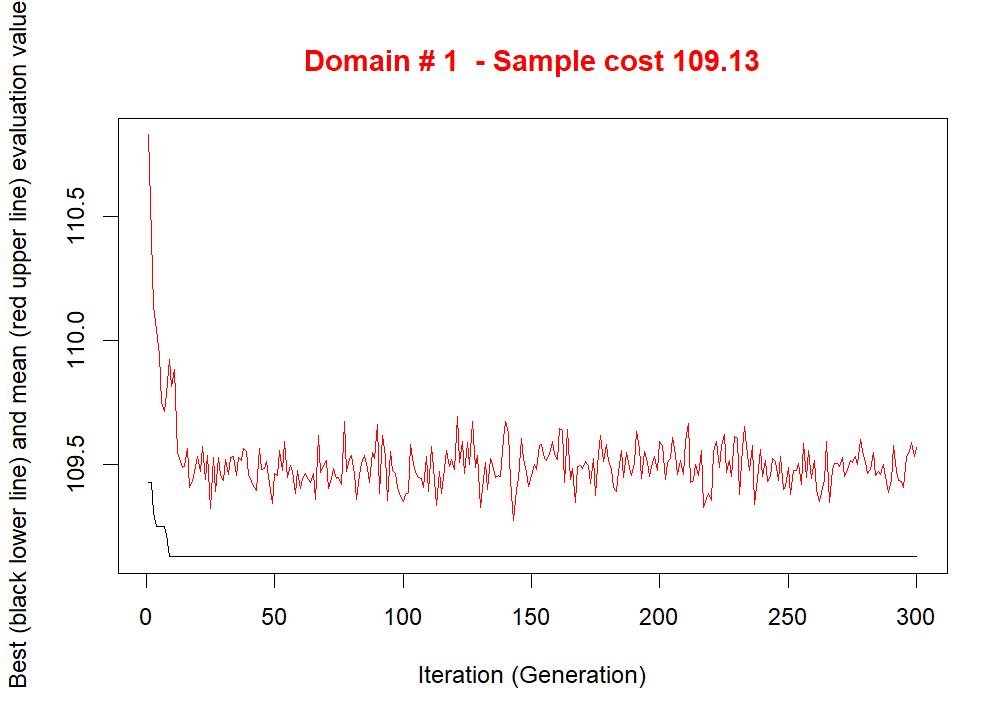 Domain # 1  - Sample cost 109.13
Best (black lower line) and mean (red upper line) evaluation value
110.5
110.0
109.5
0 50 100 150 200 250 300
Iteration (Generation)